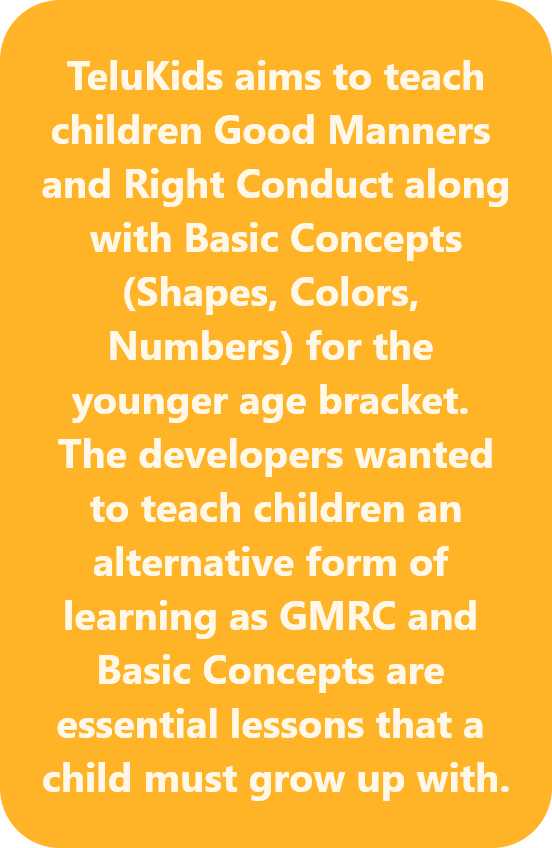 TeluKids aims to teach
children Good Manners
and Right Conduct along
with Basic Concepts
(Shapes, Colors,
Numbers) for the
younger age bracket.
The developers wanted
to teach children an
alternative form of
learning as GMRC and
Basic Concepts are
essential lessons that a
child must grow up with.